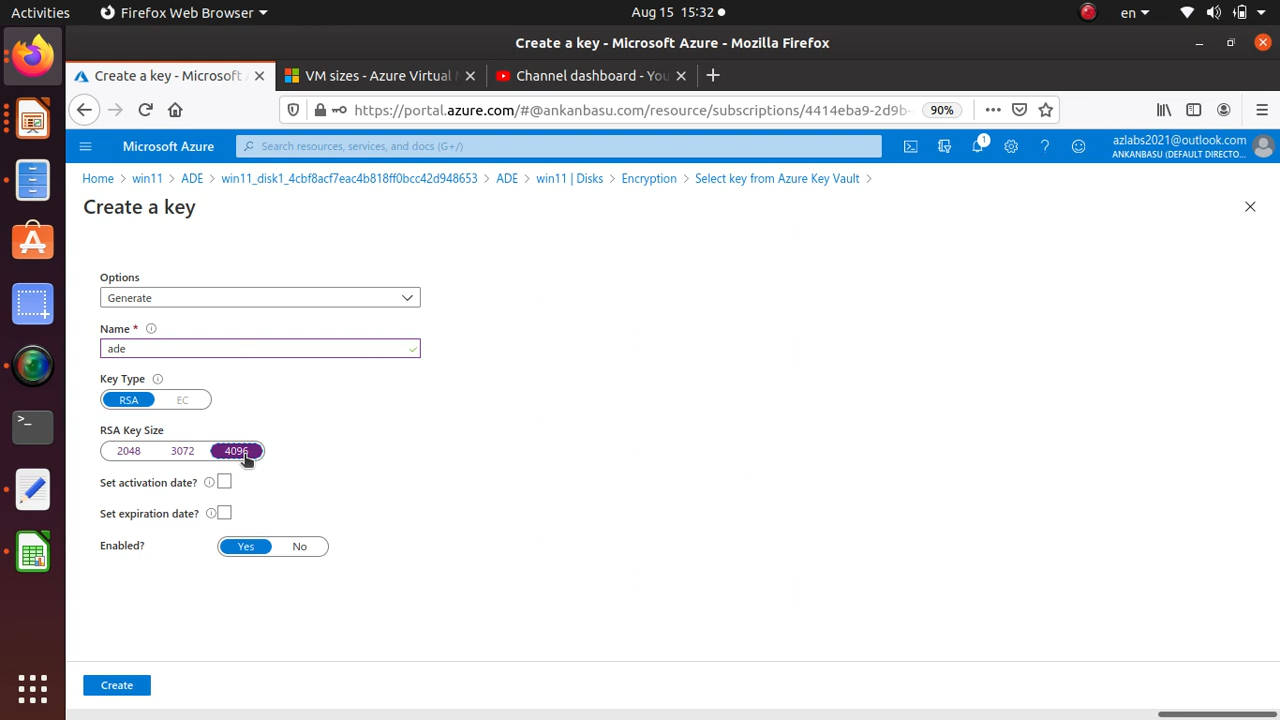 Activities
Firefox Web Browser
Aug 15 15:32
en
Create a key - Microsoft Azure - Mozilla Firefox
Create a key - Microsoft
VM sizes - Azure Virtual
Channel dashboard - You
https://portal.azure.com/#@ankanbasu.com/resource/subscriptions/4414eba9-2d9b-
90%
Microsoft Azure
Search resources, services, and docs (G+/)
1
azlabs2021@outlook.com
ANKANBASU (DEFAULT DIRECTO...
Home > win11 > ADE > win11_disk1_4cbf8acf7eac4b818ff0bcc42d948653 > ADE > win11 | Disks > Encryption > Select key from Azure Key Vault >
Create a key
Options
Generate
Name *
ade
Key Type
RSA
EC
RSA Key Size
2048
3072
4096
Set activation date?
Set expiration date?
Enabled?
Yes
No
Create